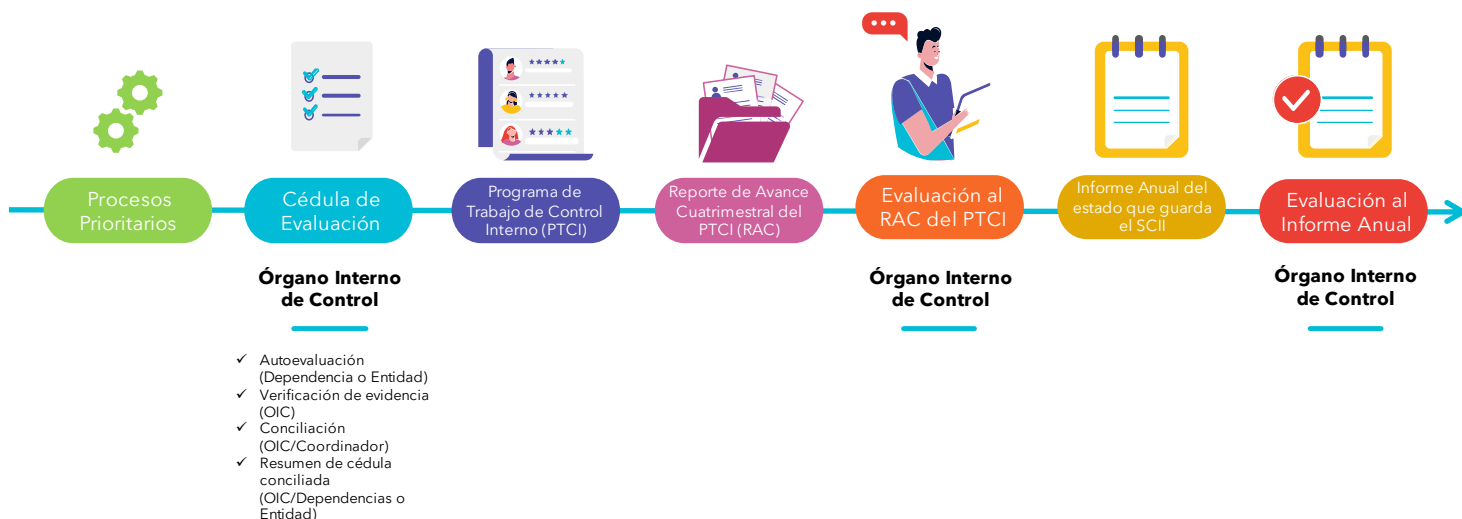 Procesos
Prioritarios
Cédula de
Evaluación
Programa de
Trabajo de Control
Interno (PTCI)
Reporte de Avance
Cuatrimestral del
PTCI (RAC)
Evaluación al
RAC del PTCI
Informe Anual del
estado que guarda
el SCII
Evaluación al
Informe Anual
Órgano Interno
de Control
✓ Autoevaluación
(Dependencia o Entidad)
✓ Verificación de evidencia
(OIC)
✓ Conciliación
(OIC/Coordinador)
✓ Resumen de cédula
conciliada
(OIC/Dependencias o
Entidad)
Órgano Interno
de Control
Órgano Interno
de Control